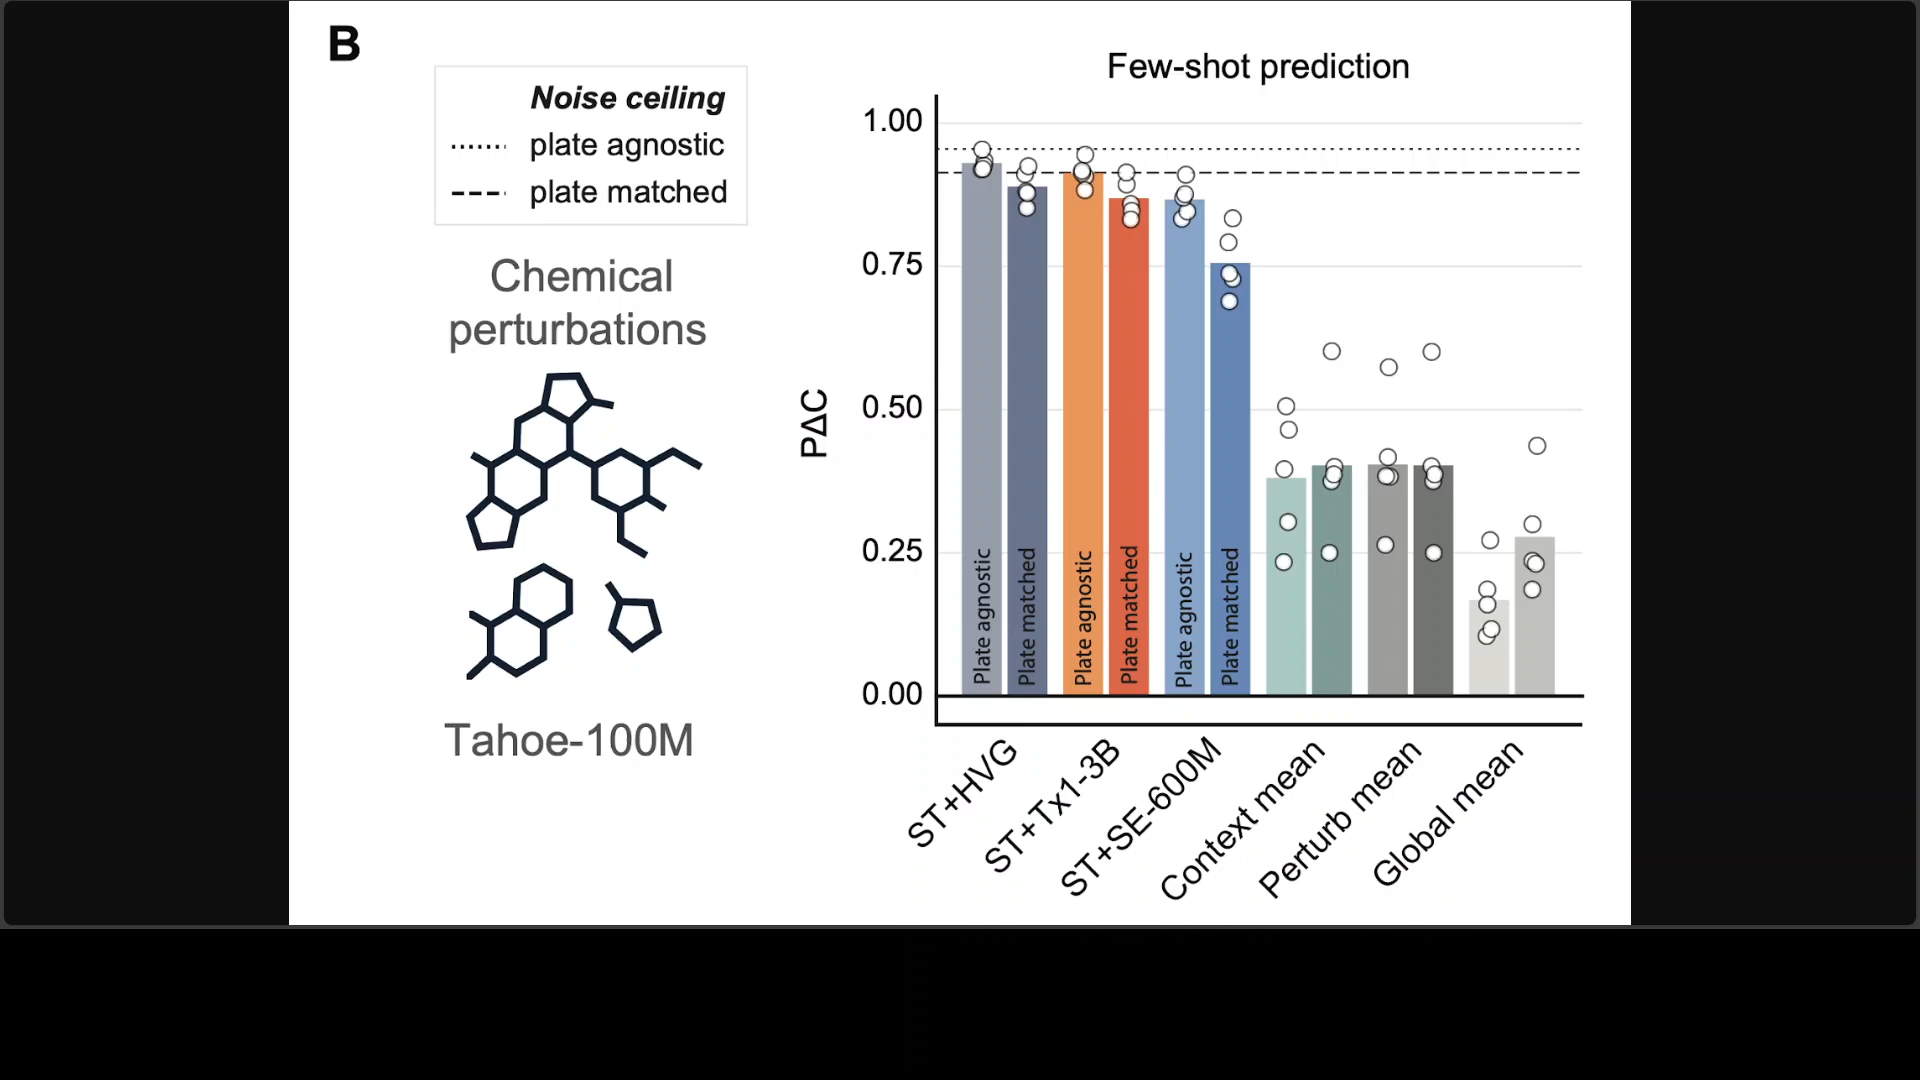 B
Noise ceiling
plate agnostic
plate matched
Chemical
perturbations
Tahoe-100M
Few-shot prediction
1.00
0.75
0.50
0.25
0.00
PΔC
Plate agnostic
Plate matched
Plate agnostic
Plate matched
Plate agnostic
Plate matched
ST+HVG
ST+Tx1-3B
ST+SE-600M
Context mean
Perturb mean
Global mean